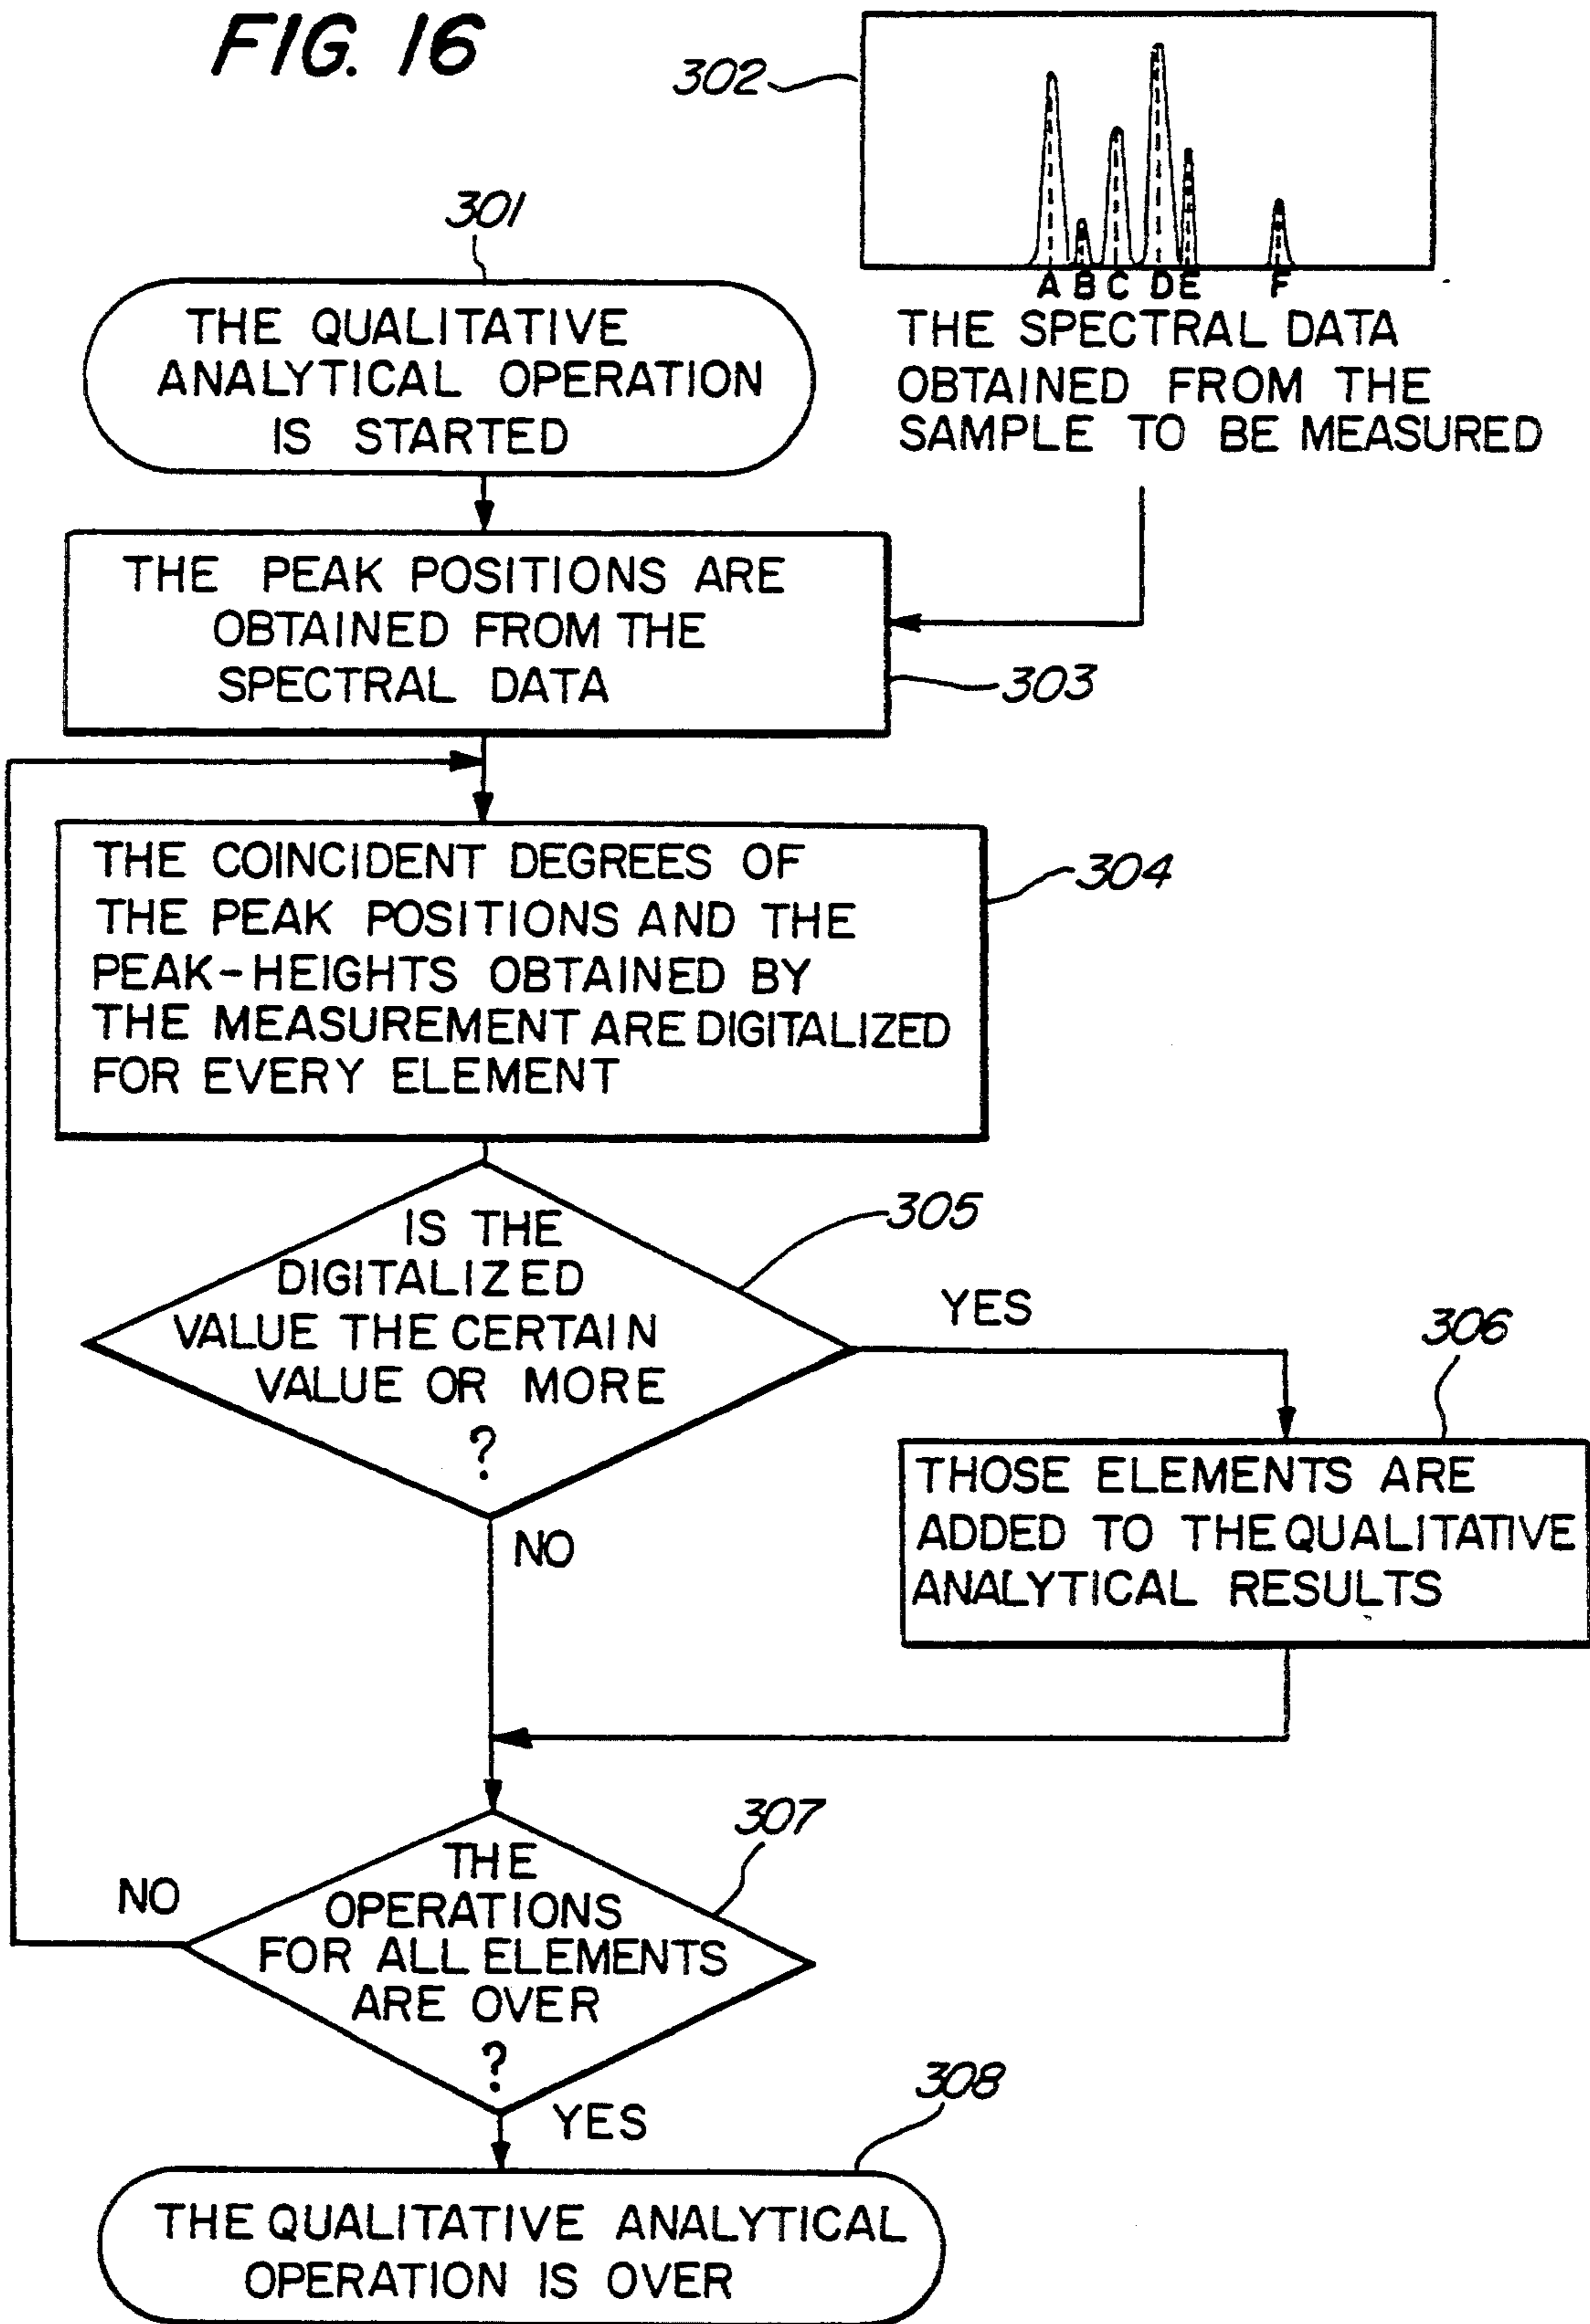 FIG. 16
302
A B C D E F
THE SPECTRAL DATA
OBTAINED FROM THE
SAMPLE TO BE MEASURED
301
THE QUALITATIVE
ANALYTICAL OPERATION
IS STARTED
THE PEAK POSITIONS ARE
OBTAINED FROM THE
SPECTRAL DATA
303
THE COINCIDENT DEGREES OF
THE PEAK POSITIONS AND THE
PEAK-HEIGHTS OBTAINED BY
THE MEASUREMENT ARE DIGITALIZED
FOR EVERY ELEMENT
304
IS THE
DIGITALIZED
VALUE THE CERTAIN
VALUE OR MORE
?
305
YES
NO
306
THOSE ELEMENTS ARE
ADDED TO THE QUALITATIVE
ANALYTICAL RESULTS
307
THE
OPERATIONS
FOR ALL ELEMENTS
ARE OVER
?
NO
YES
308
THE QUALITATIVE ANALYTICAL
OPERATION IS OVER